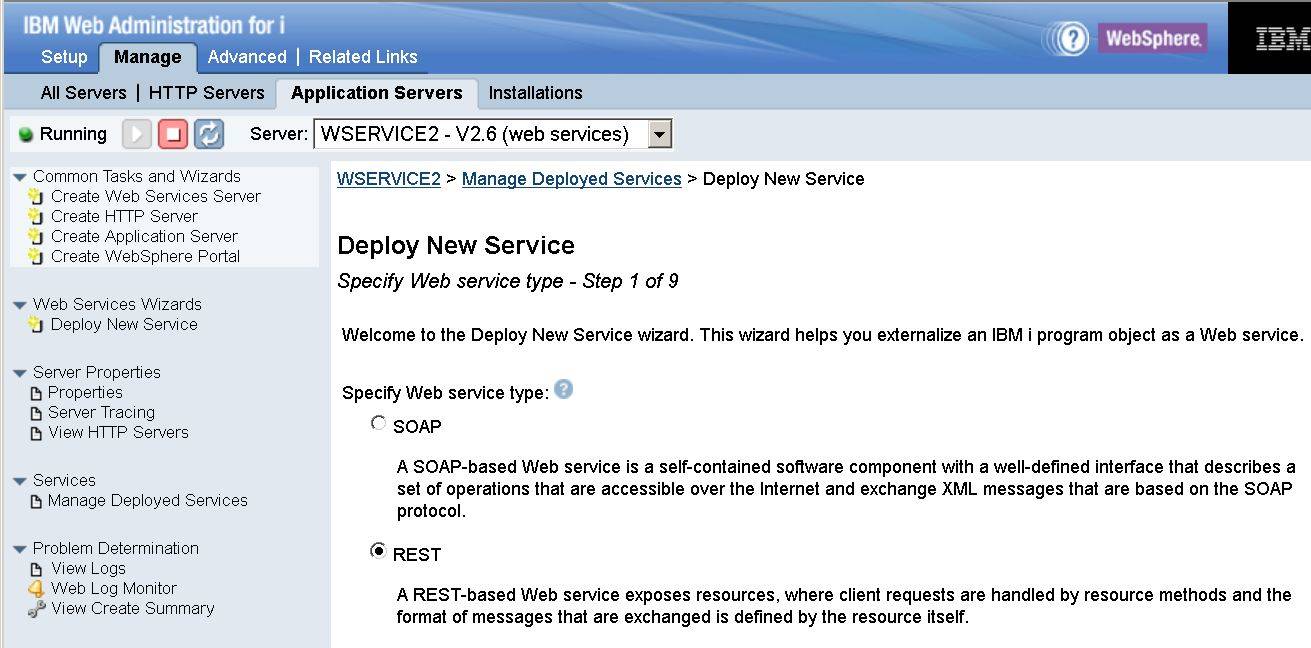 IBM Web Administration for i
Setup Manage Advanced | Related Links
? WebSphere. IBM
All Servers | HTTP Servers Application Servers Installations
Running Server: WSERVICE2 - V2.6 (web services)
Common Tasks and Wizards
Create Web Services Server
Create HTTP Server
Create Application Server
Create WebSphere Portal
Web Services Wizards
Deploy New Service
Server Properties
Properties
Server Tracing
View HTTP Servers
Services
Manage Deployed Services
Problem Determination
View Logs
Web Log Monitor
View Create Summary
WSERVICE2 > Manage Deployed Services > Deploy New Service
Deploy New Service
Specify Web service type - Step 1 of 9
Welcome to the Deploy New Service wizard. This wizard helps you externalize an IBM i program object as a Web service.
Specify Web service type: ?
SOAP
A SOAP-based Web service is a self-contained software component with a well-defined interface that describes a
set of operations that are accessible over the Internet and exchange XML messages that are based on the SOAP
protocol.
REST
A REST-based Web service exposes resources, where client requests are handled by resource methods and the
format of messages that are exchanged is defined by the resource itself.